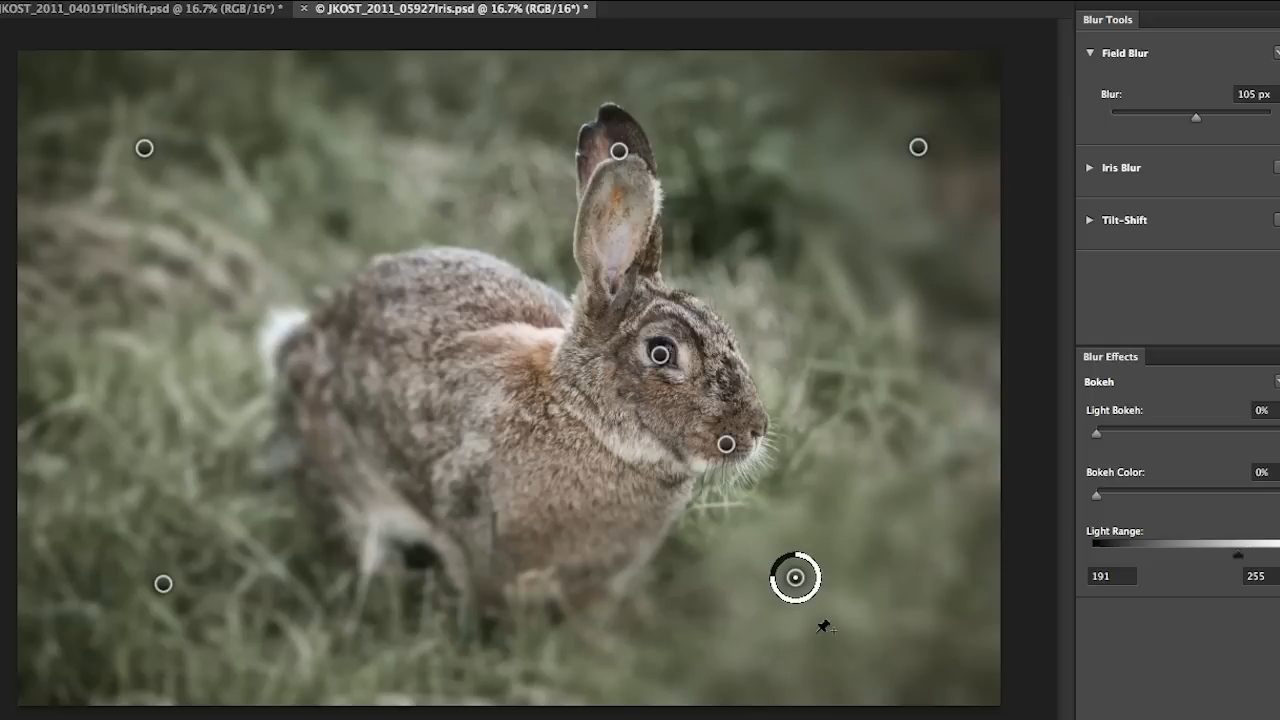 JKOST_2011_04019TiltShift.psd @ 16.7% (RGB/16*) *
× © JKOST_2011_05927Iris.psd @ 16.7% (RGB/16*) *
Blur Tools
Field Blur
Blur: 105 px
Iris Blur
Tilt-Shift
Blur Effects
Bokeh
Light Bokeh: 0%
Bokeh Color: 0%
Light Range:
191 255